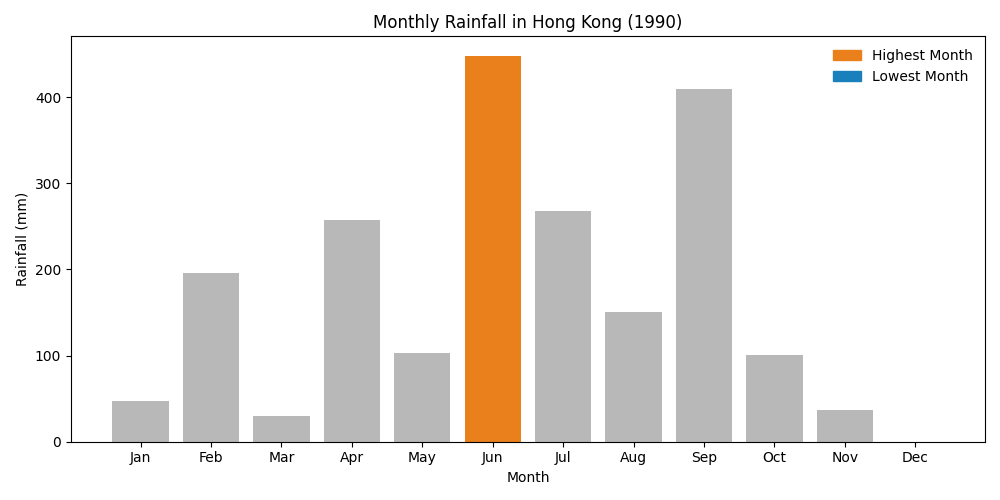 Monthly Rainfall in Hong Kong (1990)
Highest Month
Lowest Month
Rainfall (mm)
400
300
200
100
0
Jan Feb Mar Apr May Jun Jul Aug Sep Oct Nov Dec
Month